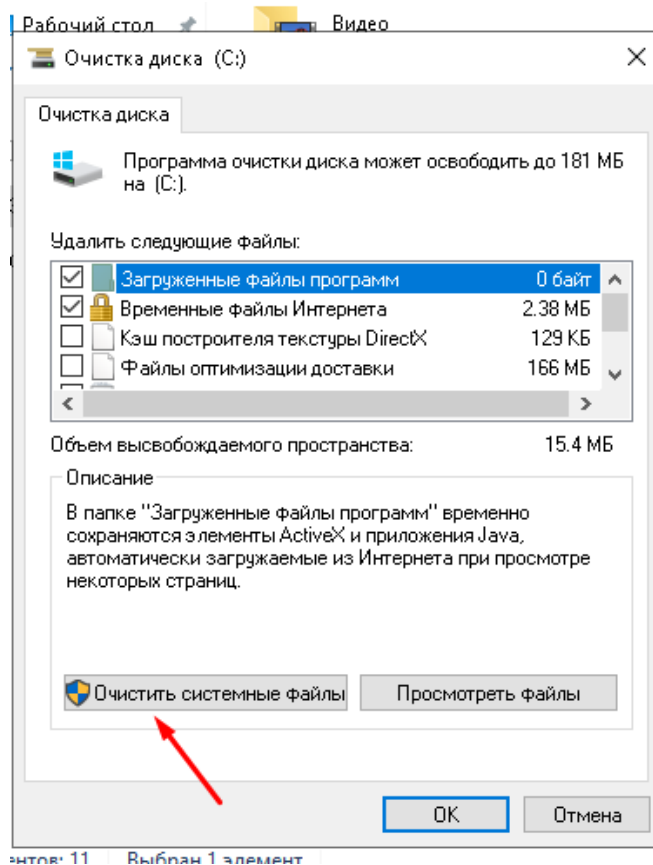 Рабочий стол
Видео
Очистка диска (C:)
Очистка диска
Программа очистки диска может освободить до 181 МБ
на (C:).
Удалить следующие файлы:
Загруженные файлы программ 0 байт
Временные файлы Интернета 2.38 МБ
Кэш построителя текстуры DirectX 129 КБ
Файлы оптимизации доставки 166 МБ
Объем высвобождаемого пространства: 15.4 МБ
Описание
В папке "Загруженные файлы программ" временно
сохраняются элементы ActiveX и приложения Java,
автоматически загружаемые из Интернета при просмотре
некоторых страниц.
Очистить системные файлы
Просмотреть файлы
OK
Отмена
ентов: 11
Выбран 1 элемент